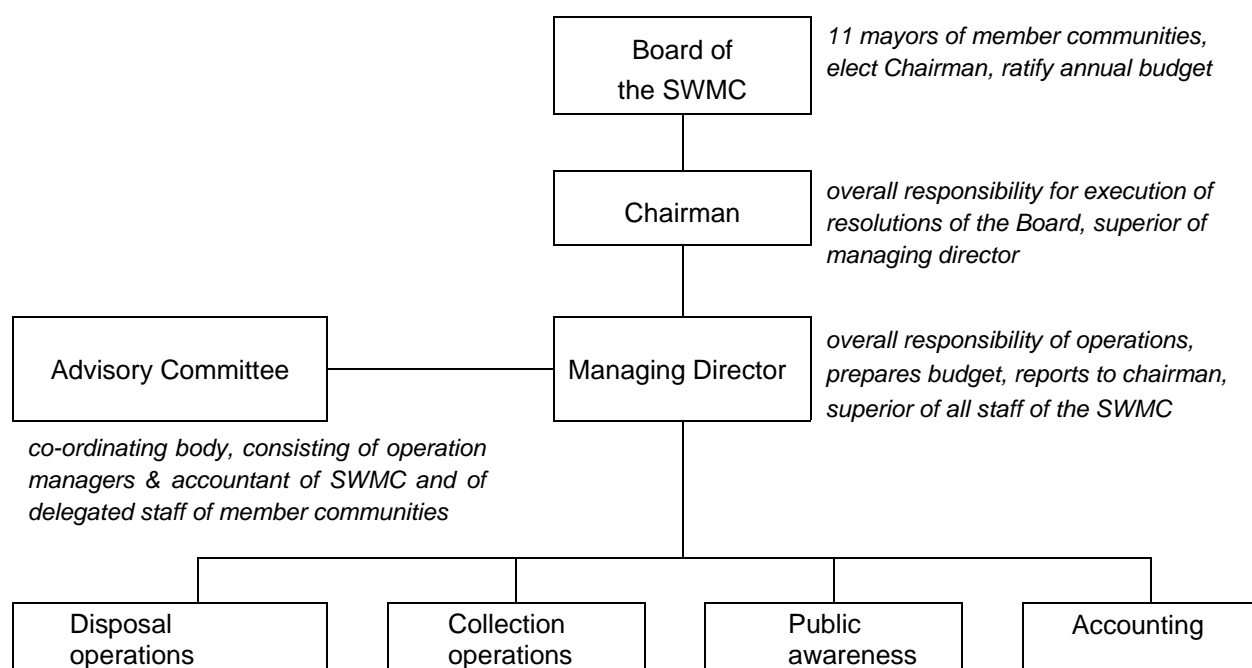 Board of
the SWMC
11 mayors of member communities,
elect Chairman, ratify annual budget
Chairman
overall responsibility for execution of
resolutions of the Board, superior of
managing director
Advisory Committee
Managing Director
overall responsibility of operations,
prepares budget, reports to chairman,
superior of all staff of the SWMC
co-ordinating body, consisting of operation
managers & accountant of SWMC and of
delegated staff of member communities
Disposal
operations
Collection
operations
Public
awareness
Accounting